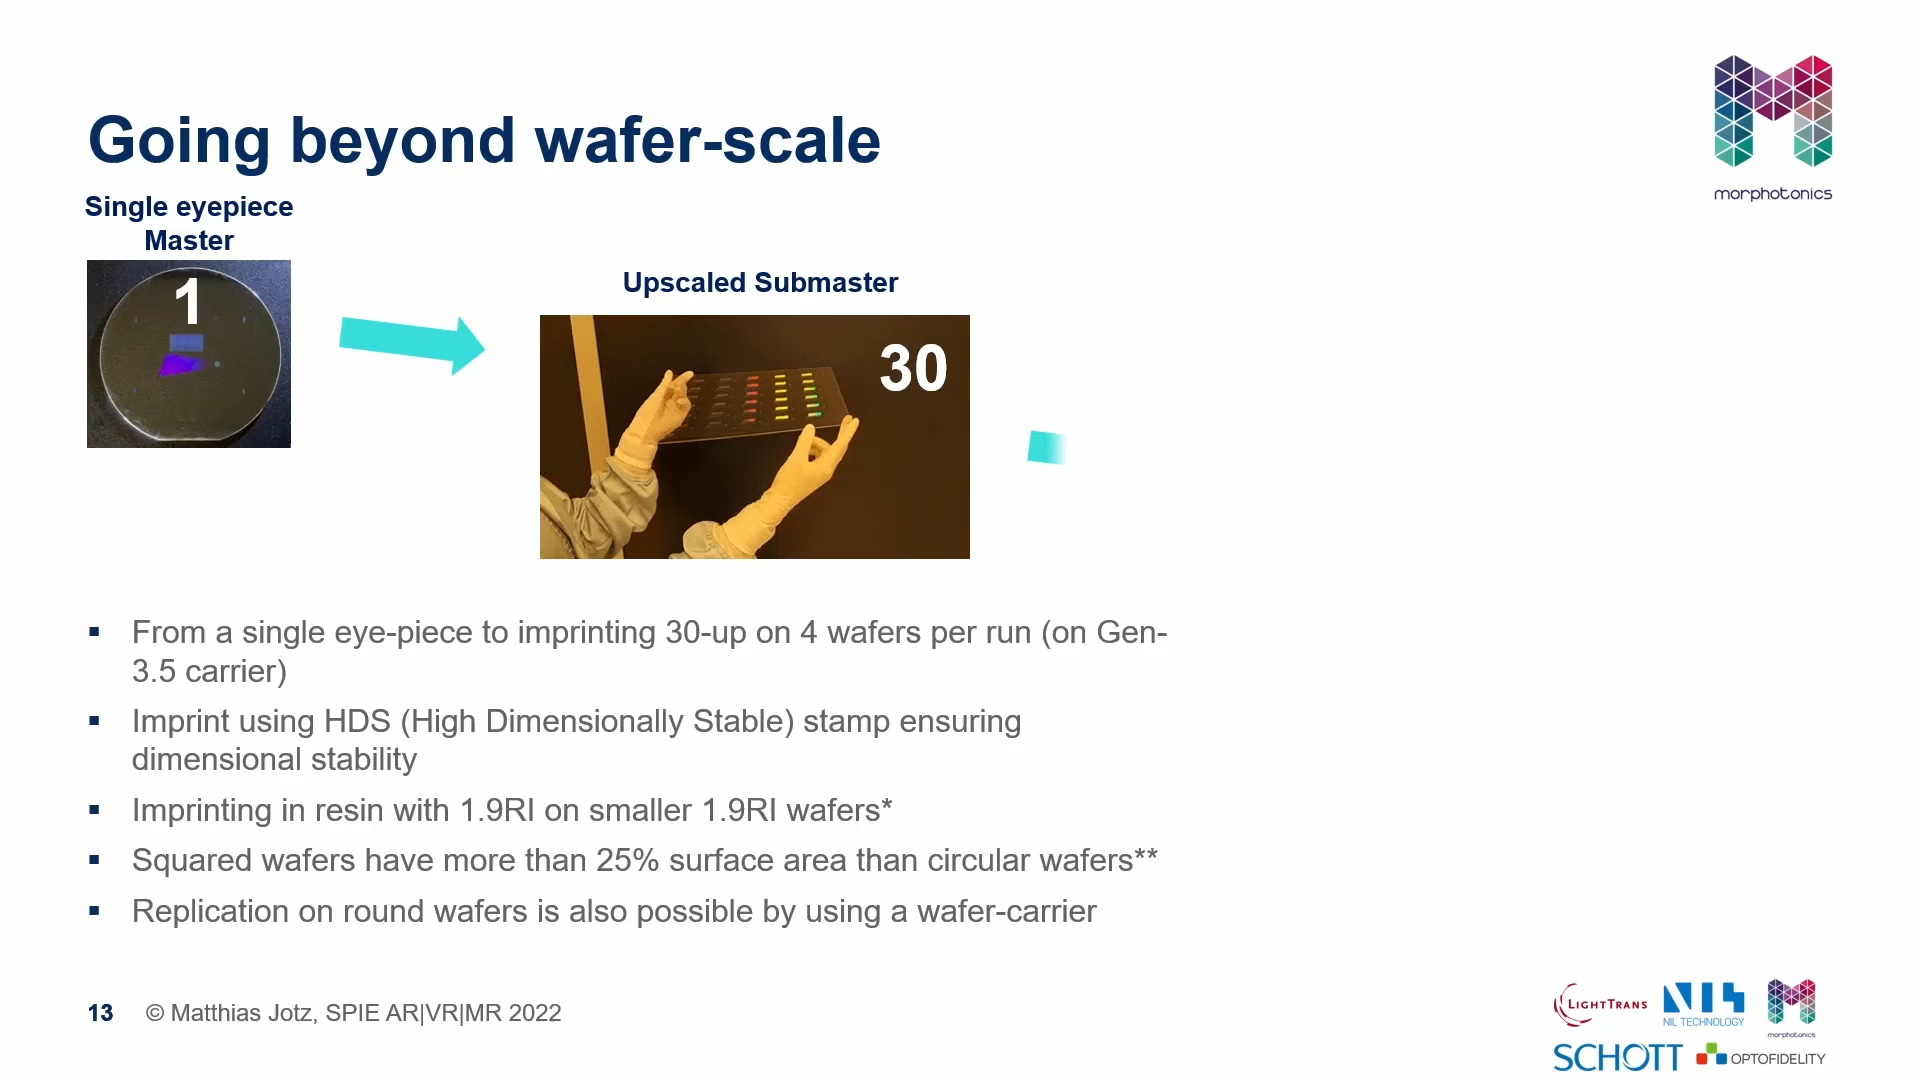 Going beyond wafer-scale
morphotonics
Single eyepiece
Master
1
Upscaled Submaster
30
▪ From a single eye-piece to imprinting 30-up on 4 wafers per run (on Gen-
3.5 carrier)
▪ Imprint using HDS (High Dimensionally Stable) stamp ensuring
dimensional stability
▪ Imprinting in resin with 1.9RI on smaller 1.9RI wafers*
▪ Squared wafers have more than 25% surface area than circular wafers**
▪ Replication on round wafers is also possible by using a wafer-carrier
13 © Matthias Jotz, SPIE AR|VR|MR 2022
LIGHTTRANS
NIL
NIL TECHNOLOGY
morphotonics
SCHOTT
OPTOFIDELITY